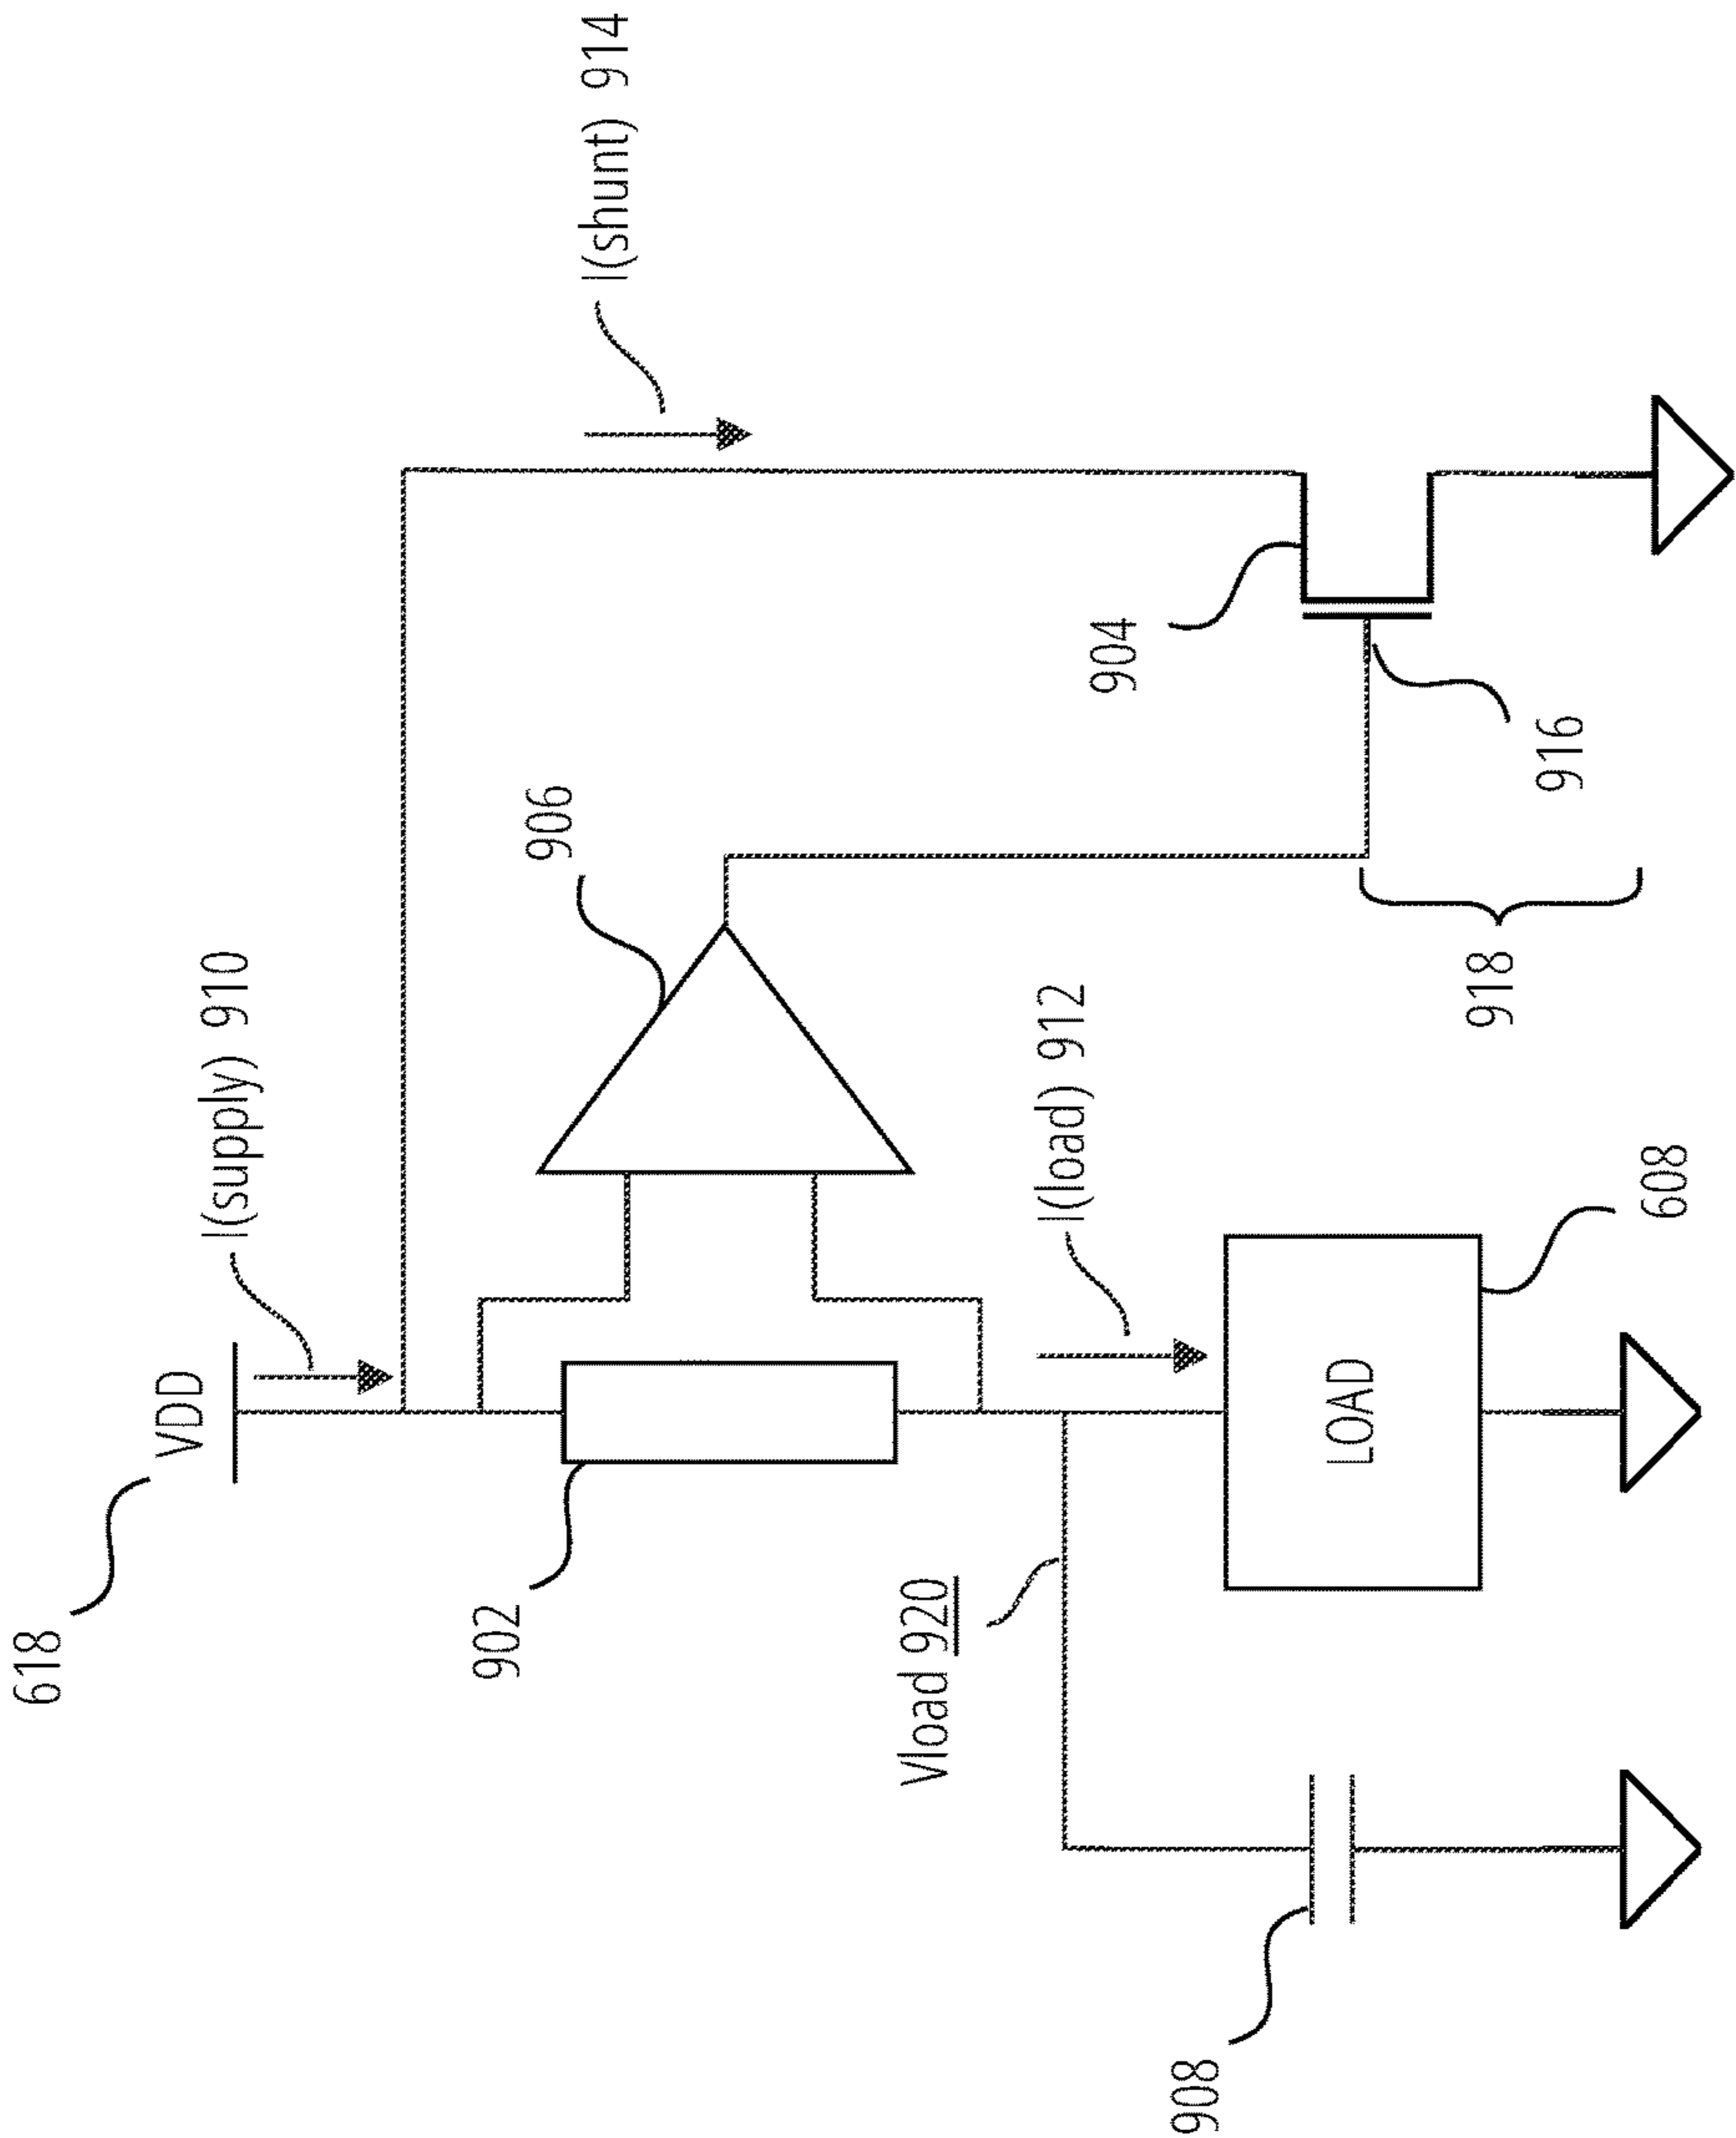 618
VDD
I(supply) 910
902
906
I(shunt) 914
Vload 920
I(load) 912
904
908
LOAD
608
918
916